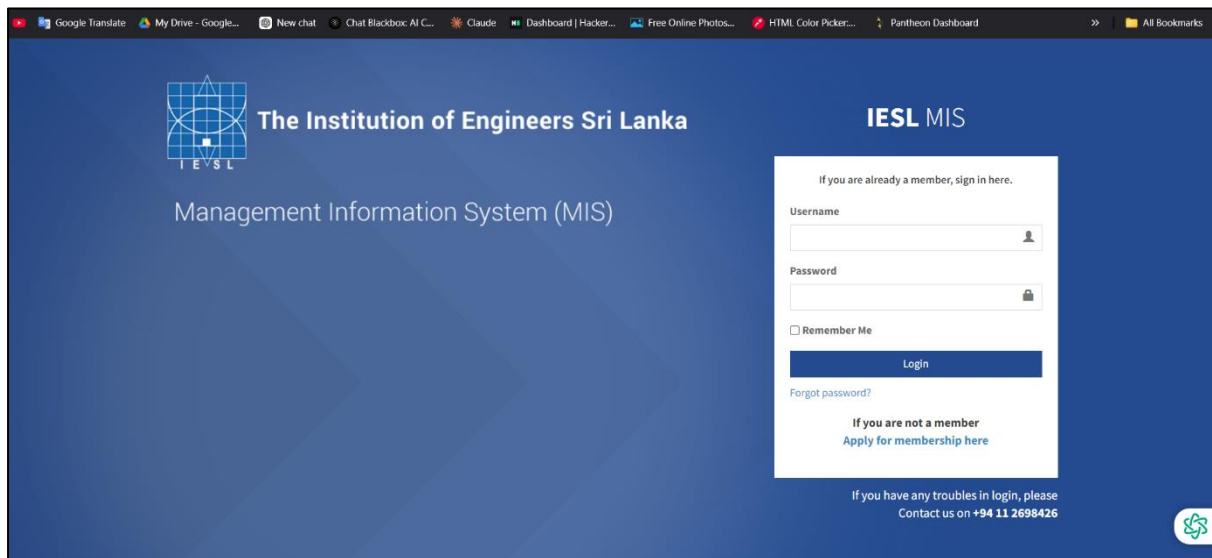 Google Translate My Drive - Google... New chat Chat Blackbox: AI C... Claude Dashboard | Hacker... Free Online Photos... HTML Color Picker:... Pantheon Dashboard » All Bookmarks
IESL
The Institution of Engineers Sri Lanka
Management Information System (MIS)
IESL MIS
If you are already a member, sign in here.
Username
Password
Remember Me
Login
Forgot password?
If you are not a member
Apply for membership here
If you have any troubles in login, please
Contact us on +94 11 2698426